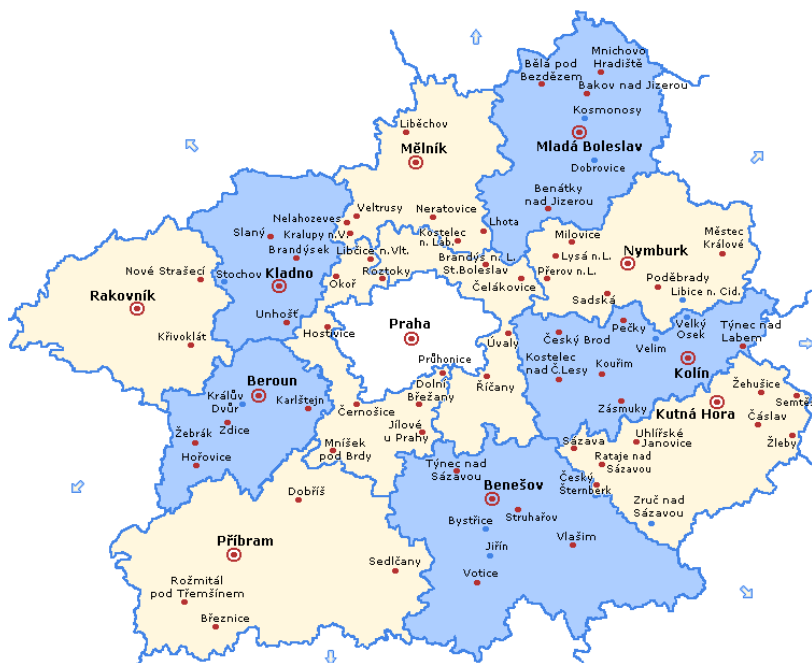 Mnichovo
Hradiště
Bělá pod
Bezdězem
Bakov nad Jizerou
Kosmonosy
Mladá Boleslav
Dobrovice
Benátky
nad Jizerou
Liběchov
Mělník
Veltrusy
Neratovice
Lhota
Nelahozeves
Kralupy n.V.
Kostelec
n. Lab.
Libčice n.Vlt.
Roztoky
Okoř
Brandýs n. L.
St.Boleslav
Čelákovice
Slaný
Brandýsek
Stochov
Kladno
Unhošť
Hostivice
Nové Strašecí
Rakovník
Křivoklát
Milovice
Lysá n.L.
Přerov n.L.
Nymburk
Městec
Králové
Poděbrady
Sadská
Libice n. Cid.
Praha
Průhonice
Úvaly
Říčany
Dolní
Břežany
Černošice
Jílové
u Prahy
Mníšek
pod Brdy
Český Brod
Pečky
Velký
Osek
Týnec nad
Labem
Velim
Kostelec
nad Č.Lesy
Kouřim
Kolín
Zásmuky
Beroun
Králův
Dvůr
Karlštejn
Zdice
Žebrák
Hořovice
Kutná Hora
Žehušice
Semtě
Čáslav
Žleby
Uhlířské
Janovice
Sázava
Rataje nad
Sázavou
Český
Šternberk
Zruč nad
Sázavou
Týnec nad
Sázavou
Benešov
Bystřice
Struhařov
Jiřín
Vlašim
Votice
Dobříš
Příbram
Sedlčany
Rožmitál
pod Třemšínem
Březnice